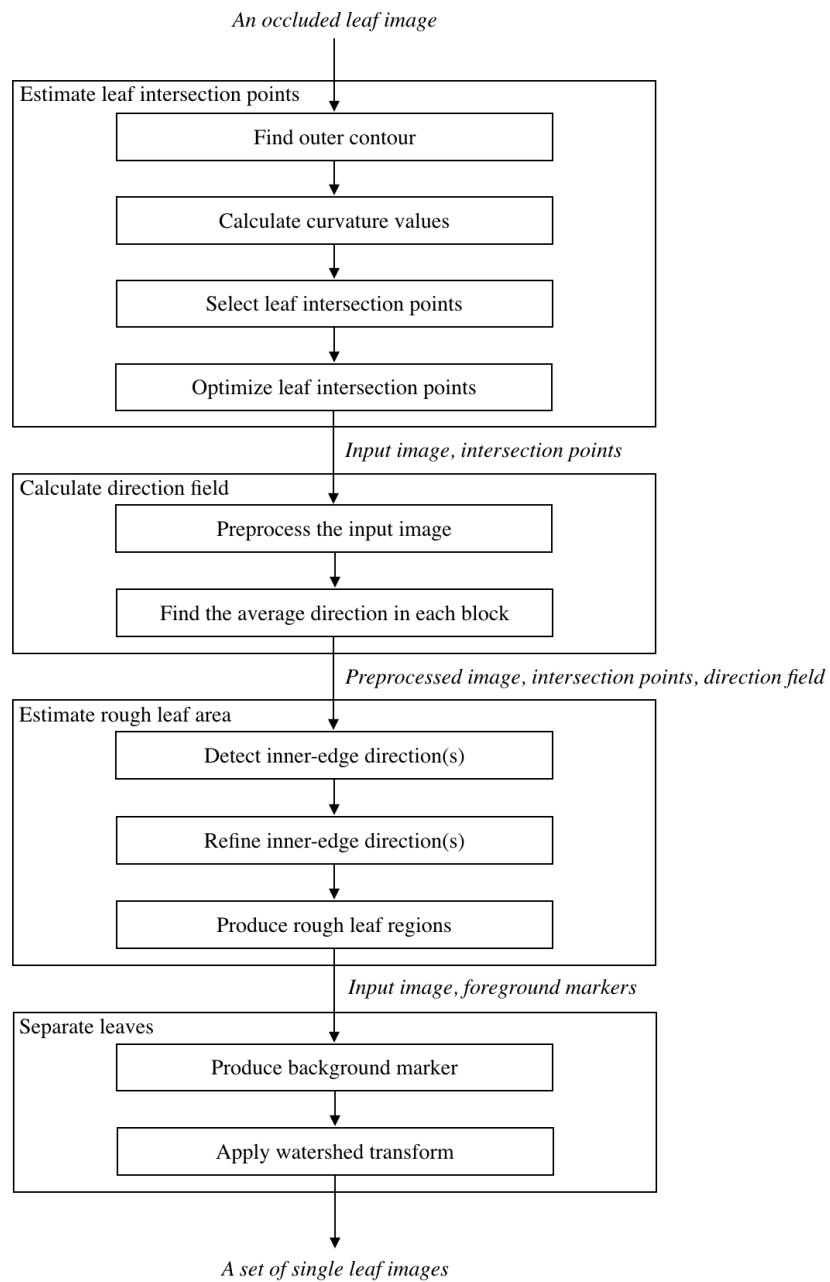 An occluded leaf image
Estimate leaf intersection points
Find outer contour
Calculate curvature values
Select leaf intersection points
Optimize leaf intersection points
Input image, intersection points
Calculate direction field
Preprocess the input image
Find the average direction in each block
Preprocessed image, intersection points, direction field
Estimate rough leaf area
Detect inner-edge direction(s)
Refine inner-edge direction(s)
Produce rough leaf regions
Input image, foreground markers
Separate leaves
Produce background marker
Apply watershed transform
A set of single leaf images